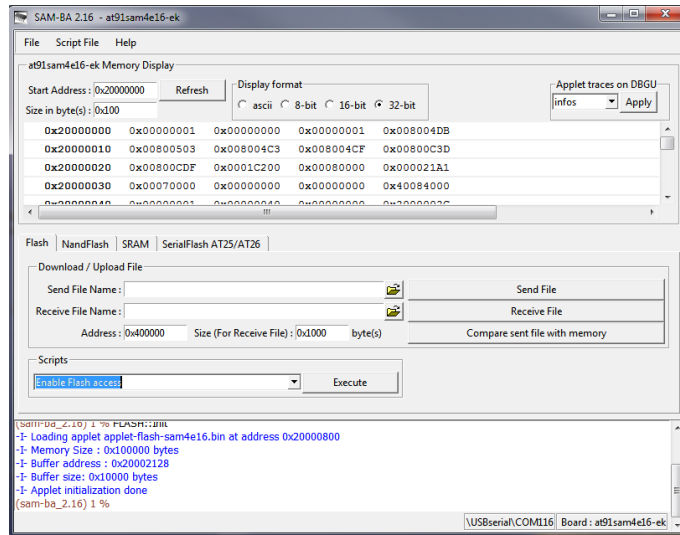 SAM-BA 2.16 - at91sam4e16-ek
File Script File Help
at91sam4e16-ek Memory Display
Start Address : 0x20000000 Refresh
Size in byte(s) : 0x100
Display format
ascii 8-bit 16-bit 32-bit
Applet traces on DBGU
infos Apply
0x20000000 0x00000001 0x00000000 0x00000001 0x008004DB
0x20000010 0x00800503 0x008004C3 0x008004CF 0x00800C3D
0x20000020 0x00800CDF 0x0001C200 0x00080000 0x000021A1
0x20000030 0x00070000 0x00000000 0x00000000 0x40084000
0x20000040 0x00000001 0x00000040 0x00000000 0x2000003C
Flash NandFlash SRAM SerialFlash AT25/AT26
Download / Upload File
Send File Name : Send File
Receive File Name : Receive File
Address : 0x400000 Size (For Receive File) : 0x1000 byte(s) Compare sent file with memory
Scripts
Enable Flash access Execute
(sam-ba_2.16) 1 % FLASH::Init
-I- Loading applet applet-flash-sam4e16.bin at address 0x20000800
-I- Memory Size : 0x100000 bytes
-I- Buffer address : 0x20002128
-I- Buffer size: 0x10000 bytes
-I- Applet initialization done
(sam-ba_2.16) 1 %
\USBserial\COM116 Board : at91sam4e16-ek